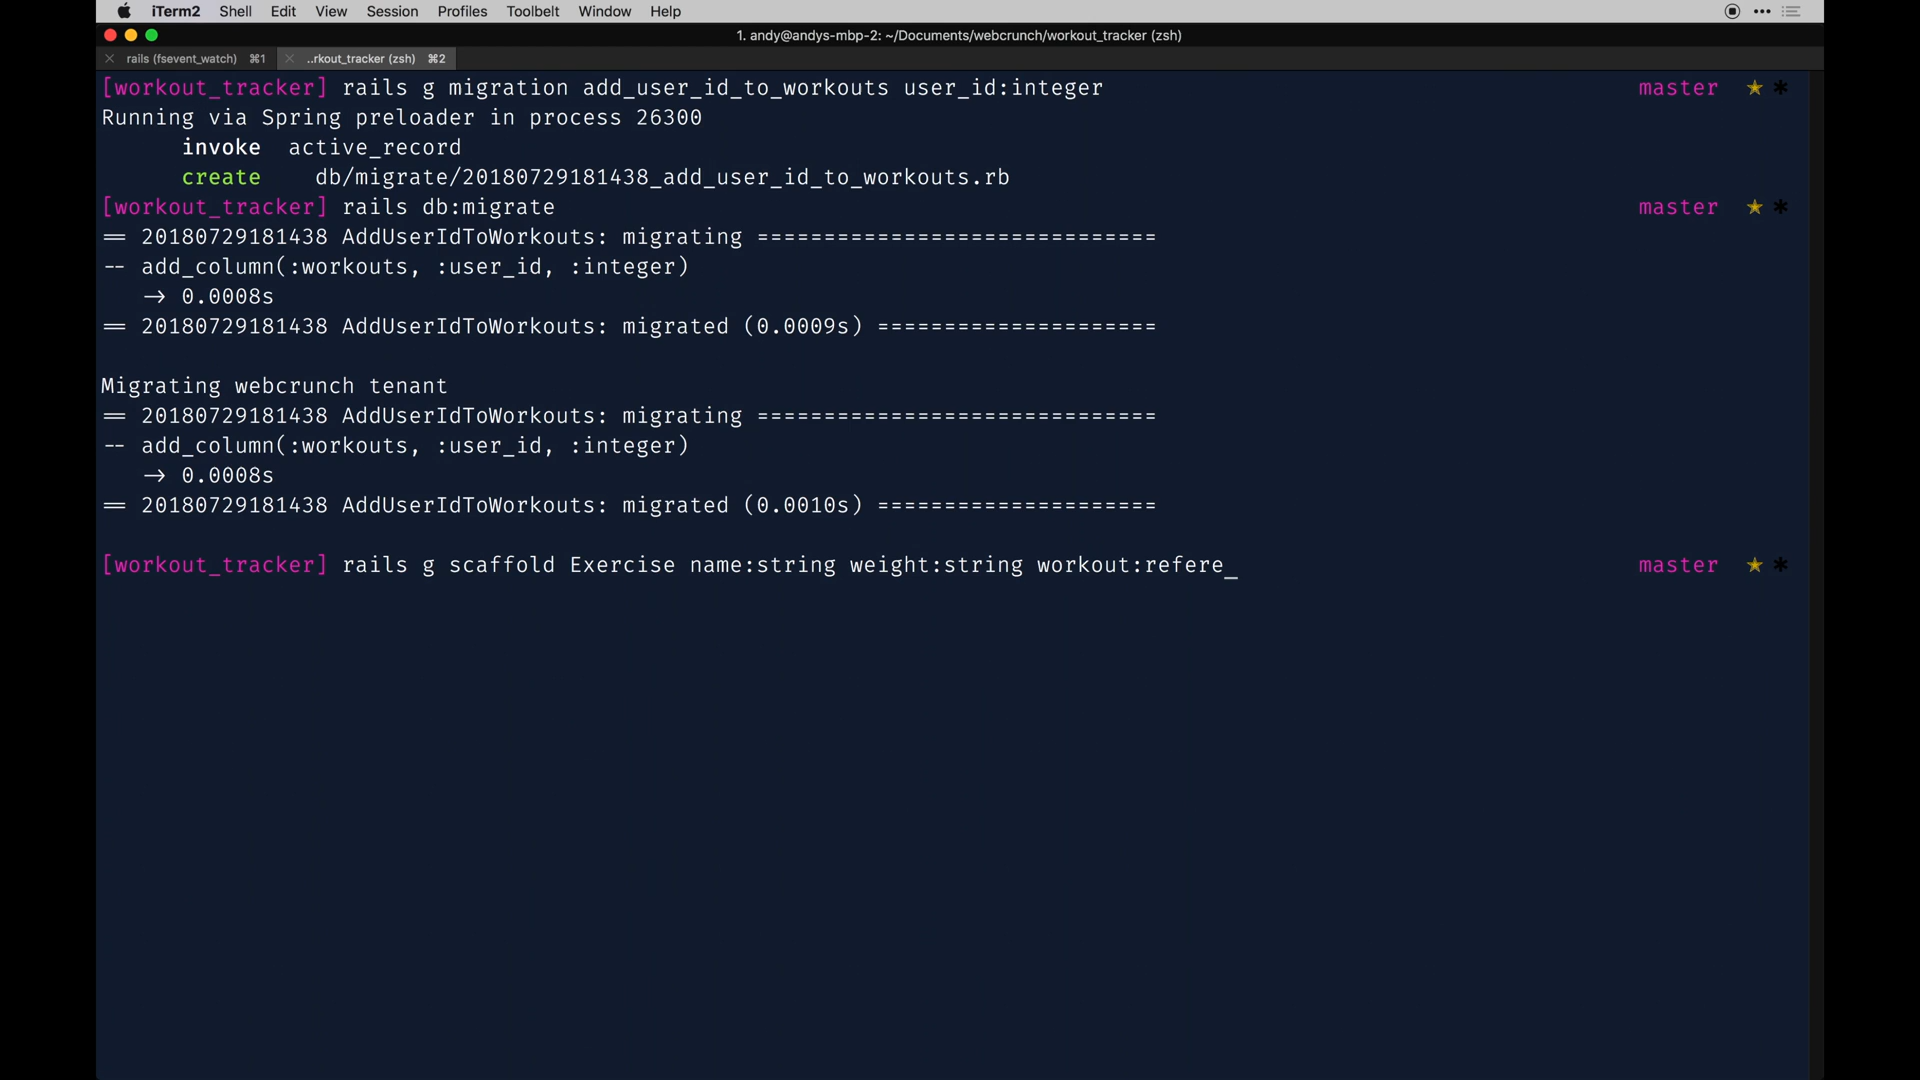 iTerm2 Shell Edit View Session Profiles Toolbelt Window Help
1. andy@andys-mbp-2: ~/Documents/webcrunch/workout_tracker (zsh)
rails (fsevent_watch) ⌘1 ..rkout_tracker (zsh) ⌘2
[workout_tracker] rails g migration add_user_id_to_workouts user_id:integer master ★ *
Running via Spring preloader in process 26300
invoke active_record
create db/migrate/20180729181438_add_user_id_to_workouts.rb
[workout_tracker] rails db:migrate master ★ *
== 20180729181438 AddUserIdToWorkouts: migrating ==============================
-- add_column(:workouts, :user_id, :integer)
-> 0.0008s
== 20180729181438 AddUserIdToWorkouts: migrated (0.0009s) =====================
Migrating webcrunch tenant
== 20180729181438 AddUserIdToWorkouts: migrating ==============================
-- add_column(:workouts, :user_id, :integer)
-> 0.0008s
== 20180729181438 AddUserIdToWorkouts: migrated (0.0010s) =====================
[workout_tracker] rails g scaffold Exercise name:string weight:string workout:refere_ master ★ *